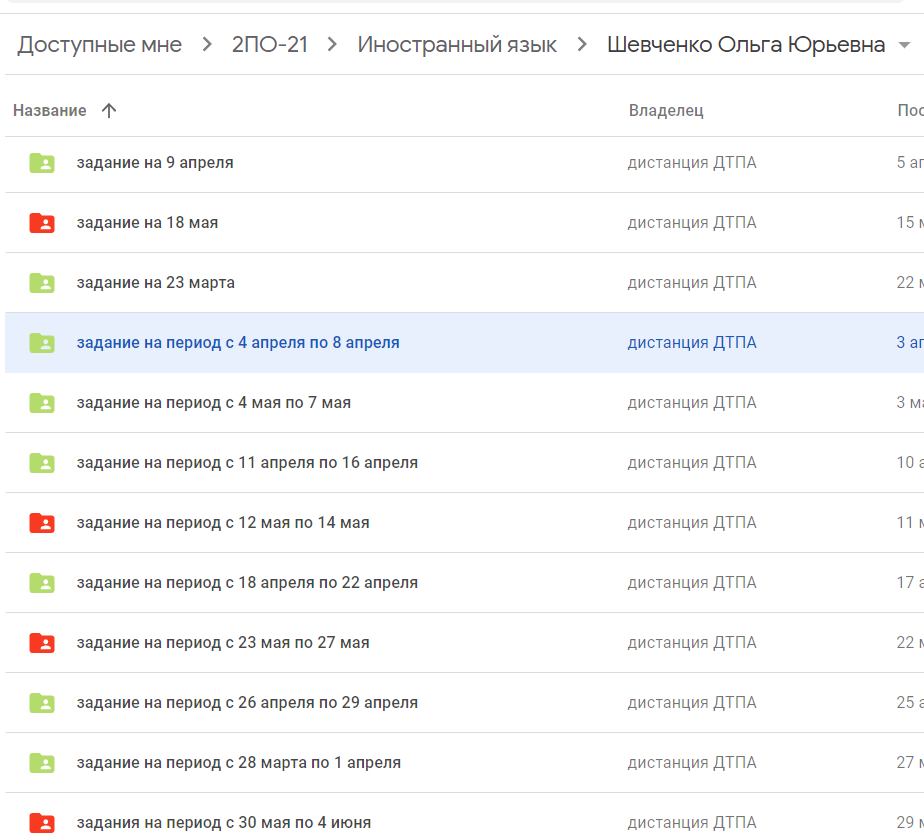 Доступные мне > 2ПО-21 > Иностранный язык > Шевченко Ольга Юрьевна
Название ↑ Владелец
задание на 9 апреля дистанция ДТПА 5
задание на 18 мая дистанция ДТПА 15
задание на 23 марта дистанция ДТПА 22
задание на период с 4 апреля по 8 апреля дистанция ДТПА 3
задание на период с 4 мая по 7 мая дистанция ДТПА 3
задание на период с 11 апреля по 16 апреля дистанция ДТПА 10
задание на период с 12 мая по 14 мая дистанция ДТПА 11
задание на период с 18 апреля по 22 апреля дистанция ДТПА 17
задание на период с 23 мая по 27 мая дистанция ДТПА 22
задание на период с 26 апреля по 29 апреля дистанция ДТПА 25
задание на период с 28 марта по 1 апреля дистанция ДТПА 27
задания на период с 30 мая по 4 июня дистанция ДТПА 29